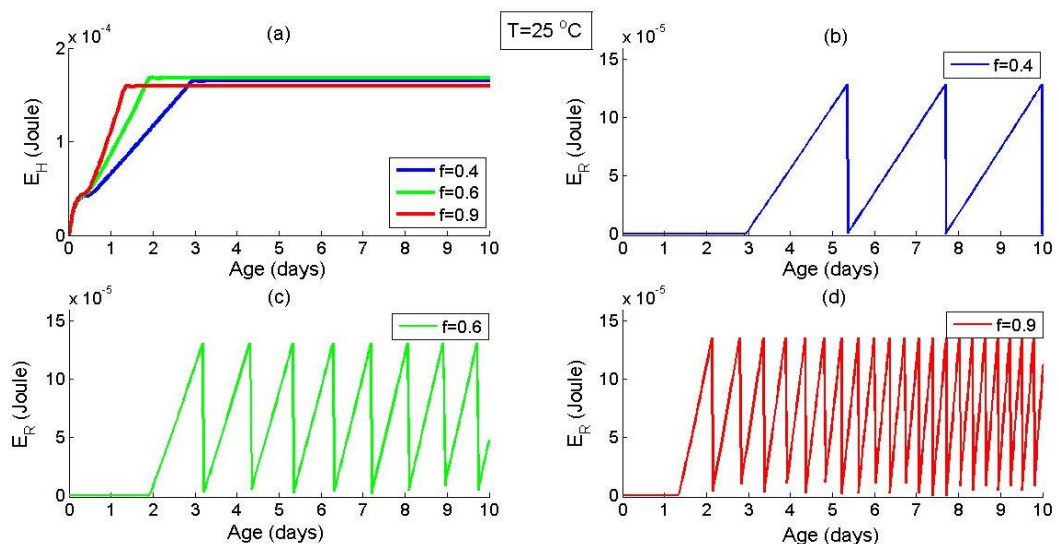 T=25 °C
(a)
x 10⁻⁴
2
1
0
E_H (Joule)
f=0.4
f=0.6
f=0.9
0 1 2 3 4 5 6 7 8 9 10
Age (days)
(b)
x 10⁻⁵
15
10
5
0
E_R (Joule)
f=0.4
0 1 2 3 4 5 6 7 8 9 10
Age (days)
(c)
x 10⁻⁵
15
10
5
0
E_R (Joule)
f=0.6
0 1 2 3 4 5 6 7 8 9 10
Age (days)
(d)
x 10⁻⁵
15
10
5
0
E_R (Joule)
f=0.9
0 1 2 3 4 5 6 7 8 9 10
Age (days)